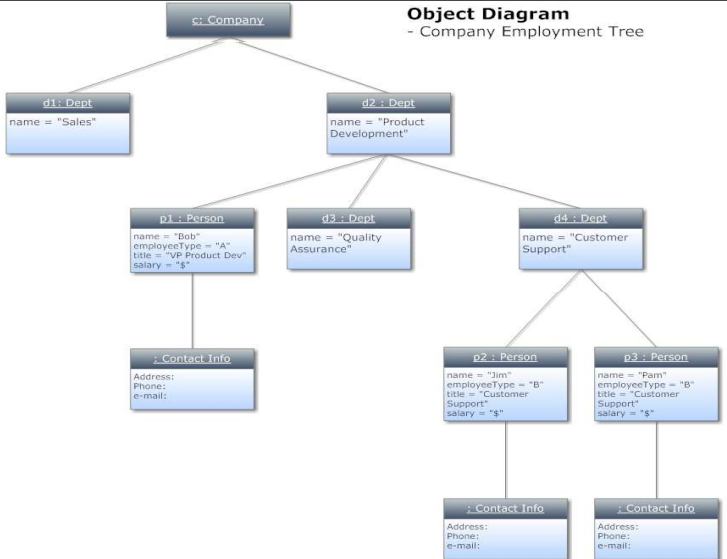 c: Company
Object Diagram
- Company Employment Tree
d1: Dept
name = "Sales"
d2 : Dept
name = "Product
Development"
p1 : Person
name = "Bob"
employeeType = "A"
title = "VP Product Dev"
salary = "$"
d3 : Dept
name = "Quality
Assurance"
d4 : Dept
name = "Customer
Support"
: Contact Info
Address:
Phone:
e-mail:
p2 : Person
name = "Jim"
employeeType = "B"
title = "Customer
Support"
salary = "$"
p3 : Person
name = "Pam"
employeeType = "B"
title = "Customer
Support"
salary = "$"
: Contact Info
Address:
Phone:
e-mail:
: Contact Info
Address:
Phone:
e-mail: